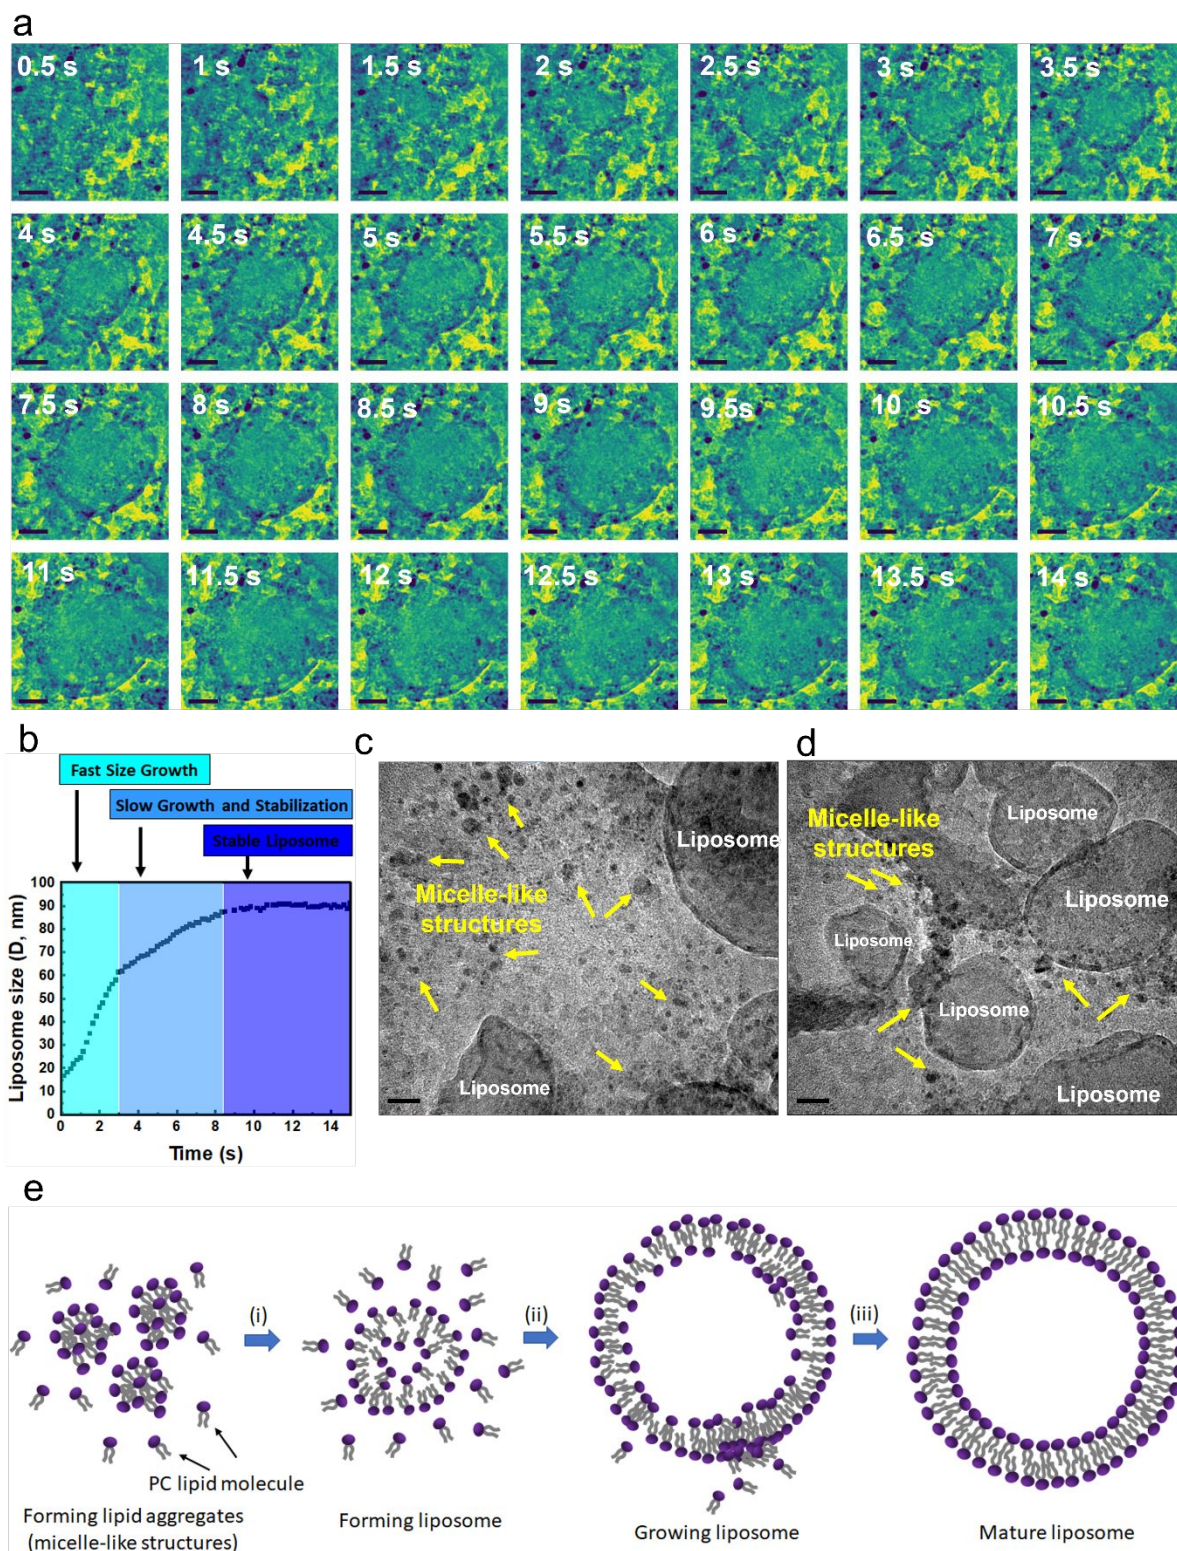 a
0.5 s 1 s 1.5 s 2 s 2.5 s 3 s 3.5 s
4 s 4.5 s 5 s 5.5 s 6 s 6.5 s 7 s
7.5 s 8 s 8.5 s 9 s 9.5s 10 s 10.5 s
11 s 11.5 s 12 s 12.5 s 13 s 13.5 s 14 s
b
Fast Size Growth
Slow Growth and Stabilization
Stable Liposome
Liposome size (D, nm)
100
90
80
70
60
50
40
30
20
10
0
0 2 4 6 8 10 12 14
Time (s)
c
Liposome
Micelle-like
structures
Liposome
d
Liposome
Micelle-like
structures
Liposome
Liposome
Liposome
Liposome
e
(i)
(ii)
(iii)
PC lipid molecule
Forming lipid aggregates
(micelle-like structures)
Forming liposome
Growing liposome
Mature liposome